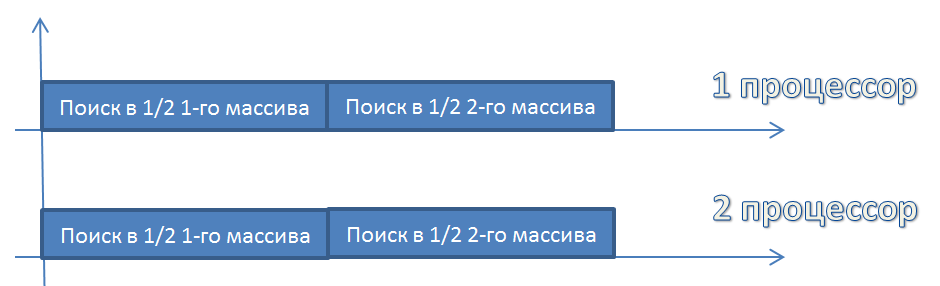 Поиск в 1/2 1-го массива Поиск в 1/2 2-го массива 1 процессор
Поиск в 1/2 1-го массива Поиск в 1/2 2-го массива 2 процессор